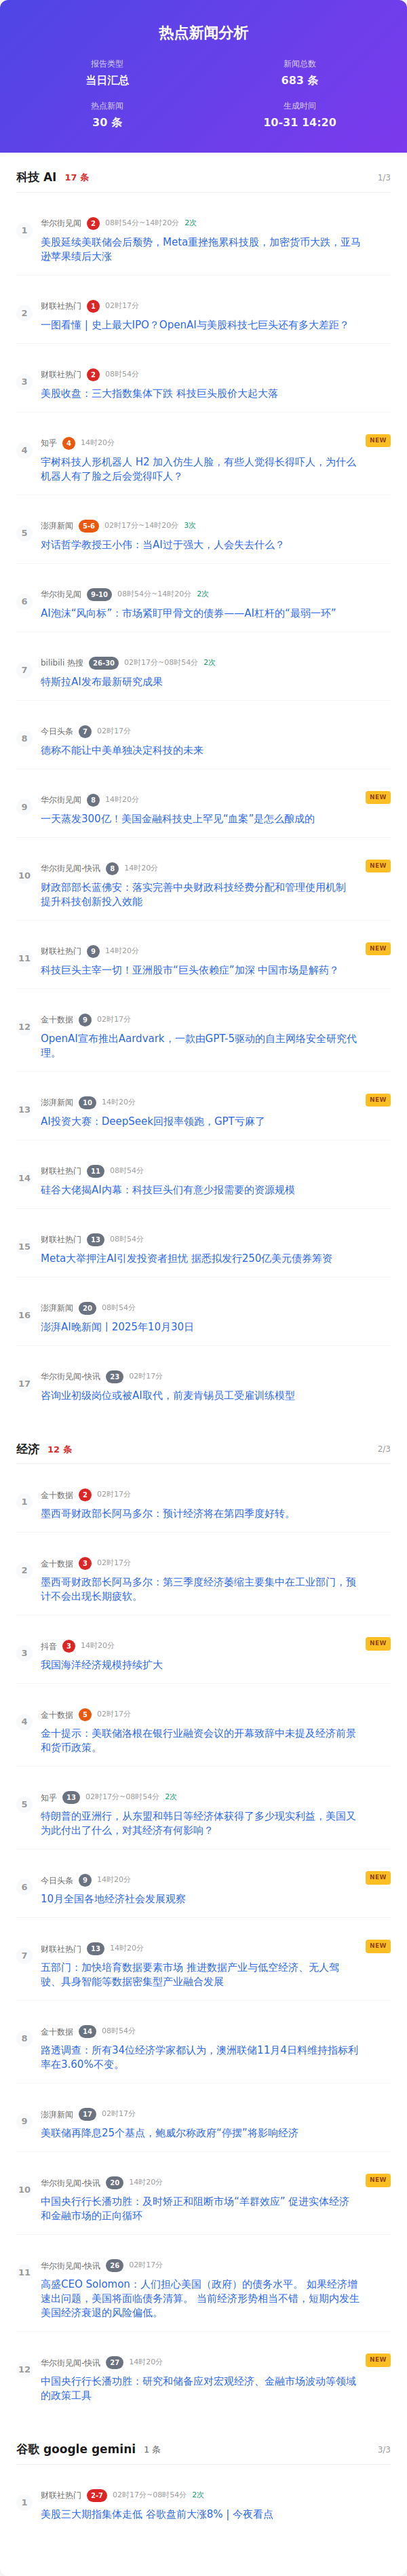 热点新闻分析
报告类型
当日汇总
新闻总数
683 条
热点新闻
30 条
生成时间
10-31 14:20
科技 AI 17 条 1/3
1
华尔街见闻 2 08时54分~14时20分 2次
美股延续美联储会后颓势，Meta重挫拖累科技股，加密货币大跌，亚马
逊苹果绩后大涨
2
财联社热门 1 02时17分
一图看懂 | 史上最大IPO？OpenAI与美股科技七巨头还有多大差距？
3
财联社热门 2 08时54分
美股收盘：三大指数集体下跌 科技巨头股价大起大落
4
知乎 4 14时20分 NEW
宇树科技人形机器人 H2 加入仿生人脸，有些人觉得长得吓人，为什么
机器人有了脸之后会觉得吓人？
5
澎湃新闻 5-6 02时17分~14时20分 3次
对话哲学教授王小伟：当AI过于强大，人会失去什么？
6
华尔街见闻 9-10 08时54分~14时20分 2次
AI泡沫“风向标”：市场紧盯甲骨文的债券——AI杠杆的“最弱一环”
7
bilibili 热搜 26-30 02时17分~08时54分 2次
特斯拉AI发布最新研究成果
8
今日头条 7 02时17分
德称不能让中美单独决定科技的未来
9
华尔街见闻 8 14时20分 NEW
一天蒸发300亿！美国金融科技史上罕见“血案”是怎么酿成的
10
华尔街见闻-快讯 8 14时20分 NEW
财政部部长蓝佛安：落实完善中央财政科技经费分配和管理使用机制
提升科技创新投入效能
11
财联社热门 9 14时20分 NEW
科技巨头主宰一切！亚洲股市“巨头依赖症”加深 中国市场是解药？
12
金十数据 9 02时17分
OpenAI宣布推出Aardvark，一款由GPT-5驱动的自主网络安全研究代
理。
13
澎湃新闻 10 14时20分 NEW
AI投资大赛：DeepSeek回报率领跑，GPT亏麻了
14
财联社热门 11 08时54分
硅谷大佬揭AI内幕：科技巨头们有意少报需要的资源规模
15
财联社热门 13 08时54分
Meta大举押注AI引发投资者担忧 据悉拟发行250亿美元债券筹资
16
澎湃新闻 20 08时54分
澎湃AI晚新闻丨2025年10月30日
17
华尔街见闻-快讯 23 02时17分
咨询业初级岗位或被AI取代，前麦肯锡员工受雇训练模型
经济 12 条 2/3
1
金十数据 2 02时17分
墨西哥财政部长阿马多尔：预计经济将在第四季度好转。
2
金十数据 3 02时17分
墨西哥财政部长阿马多尔：第三季度经济萎缩主要集中在工业部门，预
计不会出现长期疲软。
3
抖音 3 14时20分 NEW
我国海洋经济规模持续扩大
4
金十数据 5 02时17分
金十提示：美联储洛根在银行业融资会议的开幕致辞中未提及经济前景
和货币政策。
5
知乎 13 02时17分~08时54分 2次
特朗普的亚洲行，从东盟和韩日等经济体获得了多少现实利益，美国又
为此付出了什么，对其经济有何影响？
6
今日头条 9 14时20分 NEW
10月全国各地经济社会发展观察
7
财联社热门 13 14时20分 NEW
五部门：加快培育数据要素市场 推进数据产业与低空经济、无人驾
驶、具身智能等数据密集型产业融合发展
8
金十数据 14 08时54分
路透调查：所有34位经济学家都认为，澳洲联储11月4日料维持指标利
率在3.60%不变。
9
澎湃新闻 17 02时17分
美联储再降息25个基点，鲍威尔称政府“停摆”将影响经济
10
华尔街见闻-快讯 20 14时20分 NEW
中国央行行长潘功胜：及时矫正和阻断市场“羊群效应” 促进实体经济
和金融市场的正向循环
11
华尔街见闻-快讯 26 02时17分
高盛CEO Solomon：人们担心美国（政府）的债务水平。 如果经济增
速出问题，美国将面临债务清算。 当前经济形势相当不错，短期内发生
美国经济衰退的风险偏低。
12
华尔街见闻-快讯 27 14时20分 NEW
中国央行行长潘功胜：研究和储备应对宏观经济、金融市场波动等领域
的政策工具
谷歌 google gemini 1 条 3/3
1
财联社热门 2-7 02时17分~08时54分 2次
美股三大期指集体走低 谷歌盘前大涨8% | 今夜看点